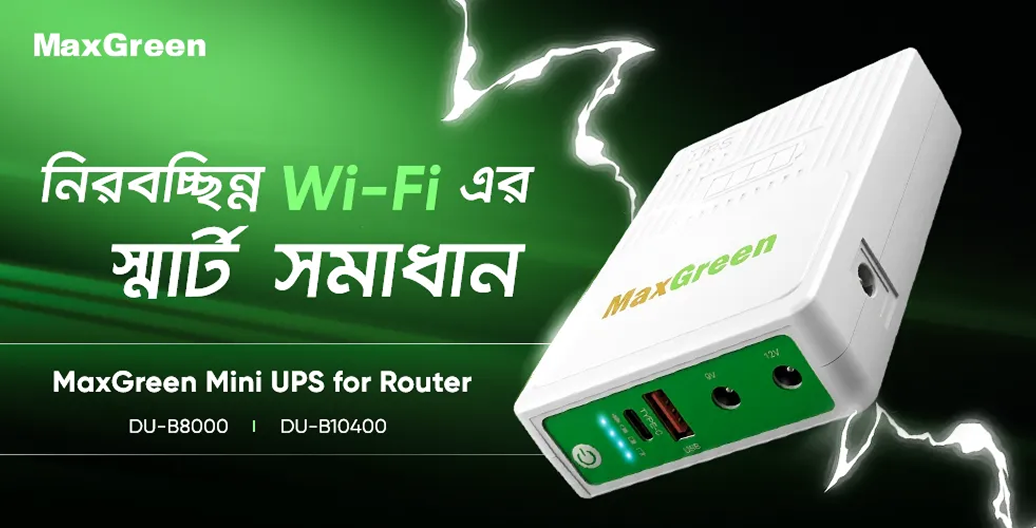 MaxGreen
নিরবচ্ছিন্ন Wi-Fi এর
স্মার্ট সমাধান
MaxGreen Mini UPS for Router
DU-B8000 | DU-B10400
UPS
MaxGreen
12V
9V
TYPE-C
USB